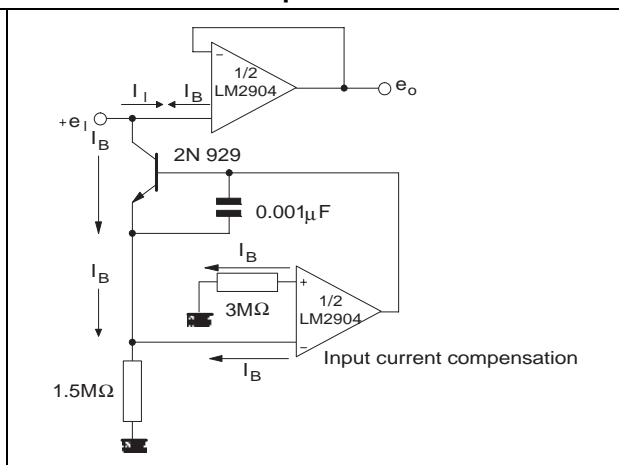 1/2
LM2904
−
e₀
I_I
I_B
+e_I
I_B
2N 929
0.001µF
I_B
I_B
3MΩ
+
1/2
LM2904
−
I_B
Input current compensation
1.5MΩ